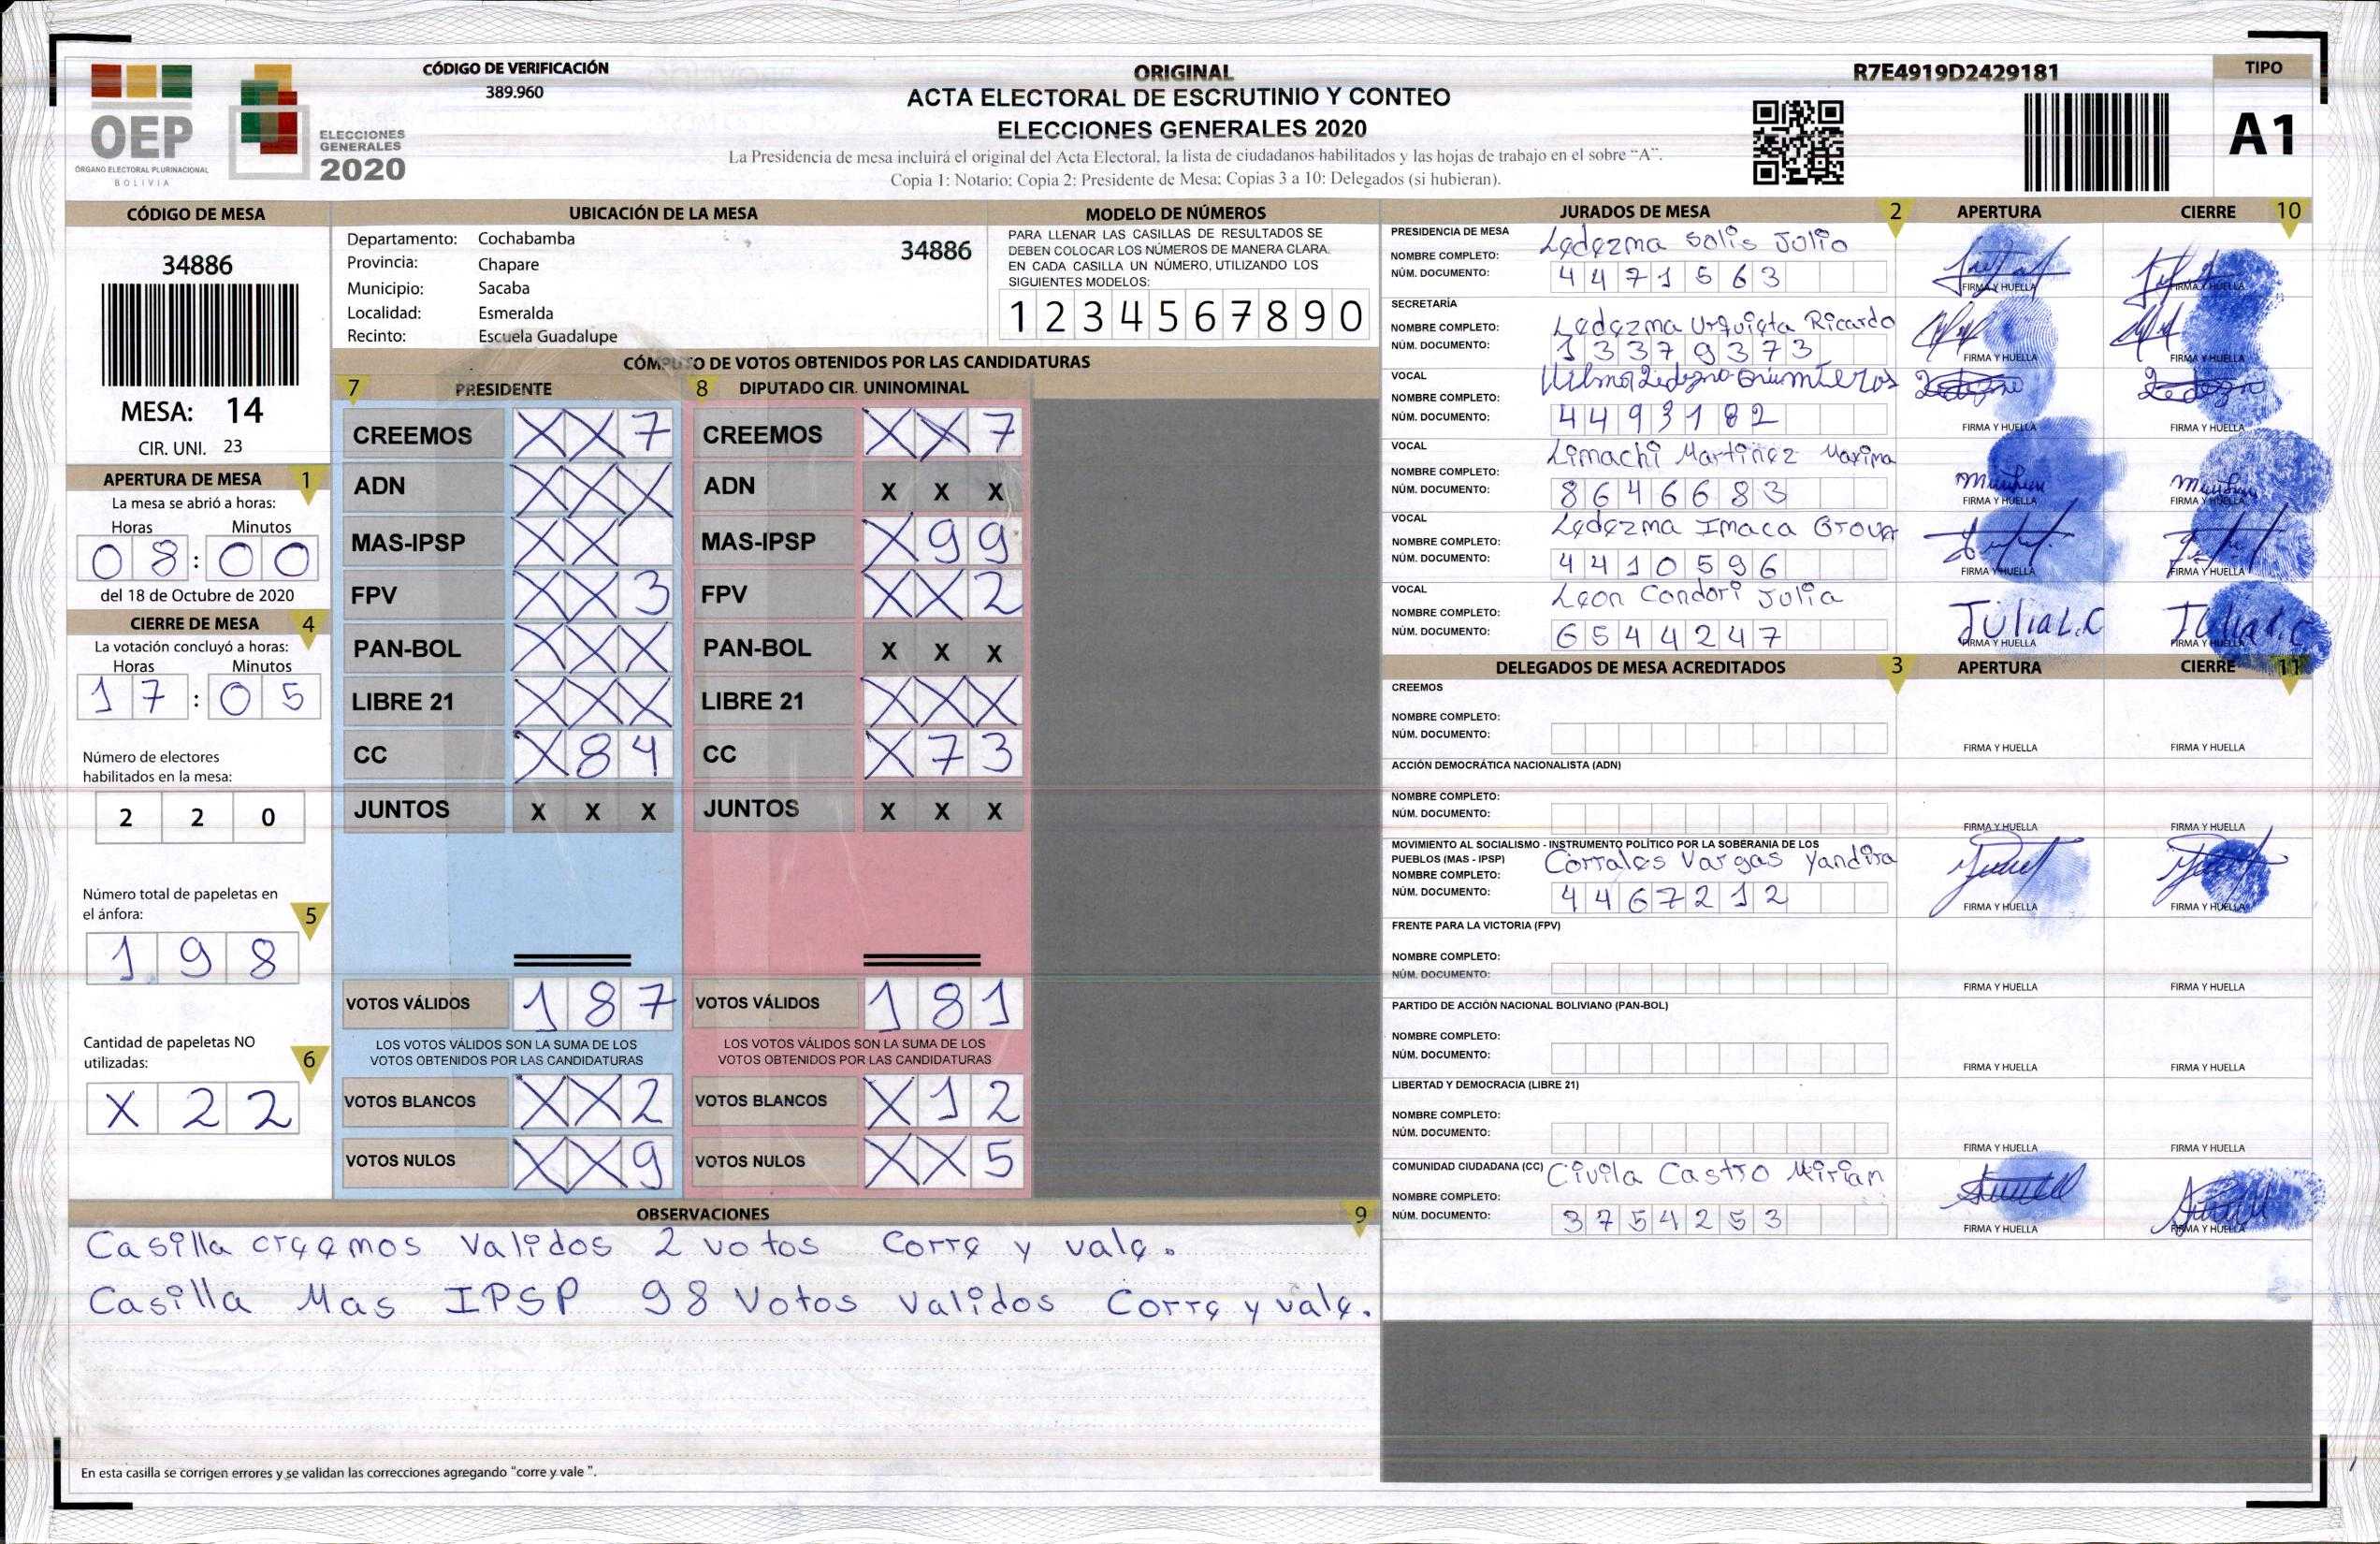 CÓDIGO DE VERIFICACIÓN
389.960
OEP
ÓRGANO ELECTORAL PLURINACIONAL
BOLIVIA
ELECCIONES
GENERALES
2020
ORIGINAL
ACTA ELECTORAL DE ESCRUTINIO Y CONTEO
ELECCIONES GENERALES 2020
La Presidencia de mesa incluirá el original del Acta Electoral, la lista de ciudadanos habilitados y las hojas de trabajo en el sobre “A”.
Copia 1: Notario; Copia 2: Presidente de Mesa; Copias 3 a 10: Delegados (si hubieran).
R7E4919D2429181
TIPO
A1
CÓDIGO DE MESA
34886
MESA: 14
CIR. UNI. 23
APERTURA DE MESA 1
La mesa se abrió a horas:
Horas Minutos
08:00
del 18 de Octubre de 2020
CIERRE DE MESA 4
La votación concluyó a horas:
Horas Minutos
17:05
Número de electores
habilitados en la mesa:
2 2 0
Número total de papeletas en
el ánfora: 5
1 9 8
Cantidad de papeletas NO
utilizadas: 6
X 2 2
UBICACIÓN DE LA MESA
Departamento: Cochabamba
34886
Provincia: Chapare
Municipio: Sacaba
Localidad: Esmeralda
Recinto: Escuela Guadalupe
MODELO DE NÚMEROS
PARA LLENAR LAS CASILLAS DE RESULTADOS SE
DEBEN COLOCAR LOS NÚMEROS DE MANERA CLARA.
EN CADA CASILLA UN NÚMERO, UTILIZANDO LOS
SIGUIENTES MODELOS:
1 2 3 4 5 6 7 8 9 0
CÓMPUTO DE VOTOS OBTENIDOS POR LAS CANDIDATURAS
7 PRESIDENTE
CREEMOS X X 7
ADN X X X
MAS-IPSP X X
FPV X X 3
PAN-BOL X X X
LIBRE 21 X X X
CC X 8 4
JUNTOS X X X
VOTOS VÁLIDOS 1 8 7
LOS VOTOS VÁLIDOS SON LA SUMA DE LOS
VOTOS OBTENIDOS POR LAS CANDIDATURAS
VOTOS BLANCOS X X 2
VOTOS NULOS X X 9
8 DIPUTADO CIR. UNINOMINAL
CREEMOS X X 7
ADN X X X
MAS-IPSP X 9 9
FPV X X 2
PAN-BOL X X X
LIBRE 21 X X X
CC X 7 3
JUNTOS X X X
VOTOS VÁLIDOS 1 8 1
LOS VOTOS VÁLIDOS SON LA SUMA DE LOS
VOTOS OBTENIDOS POR LAS CANDIDATURAS
VOTOS BLANCOS X 1 2
VOTOS NULOS X X 5
OBSERVACIONES 9
Casilla creemos Validos 2 votos Corre y vale.
Casilla Mas IPSP 98 Votos Validos Corre y vale.
En esta casilla se corrigen errores y se validan las correcciones agregando "corre y vale ".
JURADOS DE MESA 2 APERTURA CIERRE 10
PRESIDENCIA DE MESA
NOMBRE COMPLETO: Ledezma Solis Julio
NÚM. DOCUMENTO: 4471563
FIRMA Y HUELLA FIRMA Y HUELLA
SECRETARÍA
NOMBRE COMPLETO: Ledezma Urquieta Ricardo
NÚM. DOCUMENTO: 13379373
FIRMA Y HUELLA FIRMA Y HUELLA
VOCAL
NOMBRE COMPLETO: Wilma Ledezma
NÚM. DOCUMENTO: 4493182
FIRMA Y HUELLA FIRMA Y HUELLA
VOCAL
NOMBRE COMPLETO: Limachi Martinez Maxima
NÚM. DOCUMENTO: 8646683
FIRMA Y HUELLA FIRMA Y HUELLA
VOCAL
NOMBRE COMPLETO: Ledezma Imaca Grover
NÚM. DOCUMENTO: 4410596
FIRMA Y HUELLA FIRMA Y HUELLA
VOCAL
NOMBRE COMPLETO: Leon Condori Julia
NÚM. DOCUMENTO: 6544247
Julia L.C Julia L.C
FIRMA Y HUELLA FIRMA Y HUELLA
DELEGADOS DE MESA ACREDITADOS 3 APERTURA CIERRE 11
CREEMOS
NOMBRE COMPLETO:
NÚM. DOCUMENTO:
FIRMA Y HUELLA FIRMA Y HUELLA
ACCIÓN DEMOCRÁTICA NACIONALISTA (ADN)
NOMBRE COMPLETO:
NÚM. DOCUMENTO:
FIRMA Y HUELLA FIRMA Y HUELLA
MOVIMIENTO AL SOCIALISMO - INSTRUMENTO POLÍTICO POR LA SOBERANIA DE LOS
PUEBLOS (MAS - IPSP)
NOMBRE COMPLETO: Corrales Vargas Yandira
NÚM. DOCUMENTO: 4467212
FIRMA Y HUELLA FIRMA Y HUELLA
FRENTE PARA LA VICTORIA (FPV)
NOMBRE COMPLETO:
NÚM. DOCUMENTO:
FIRMA Y HUELLA FIRMA Y HUELLA
PARTIDO DE ACCIÓN NACIONAL BOLIVIANO (PAN-BOL)
NOMBRE COMPLETO:
NÚM. DOCUMENTO:
FIRMA Y HUELLA FIRMA Y HUELLA
LIBERTAD Y DEMOCRACIA (LIBRE 21)
NOMBRE COMPLETO:
NÚM. DOCUMENTO:
FIRMA Y HUELLA FIRMA Y HUELLA
COMUNIDAD CIUDADANA (CC)
NOMBRE COMPLETO: Civila Castro Mirian
NÚM. DOCUMENTO: 3754253
FIRMA Y HUELLA FIRMA Y HUELLA